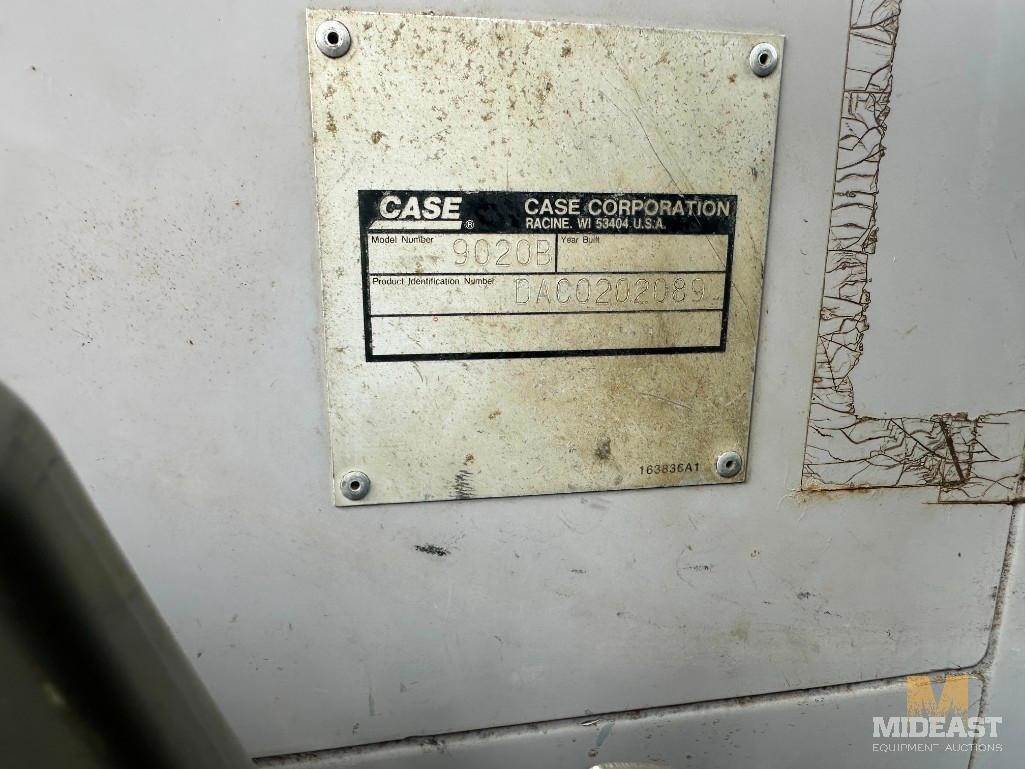 CASE ® CASE CORPORATION
RACINE, WI 53404 U.S.A.
Model Number 9020B Year Built
Product Identification Number DAC0202089
163836A1
M
MIDEAST
EQUIPMENT AUCTIONS